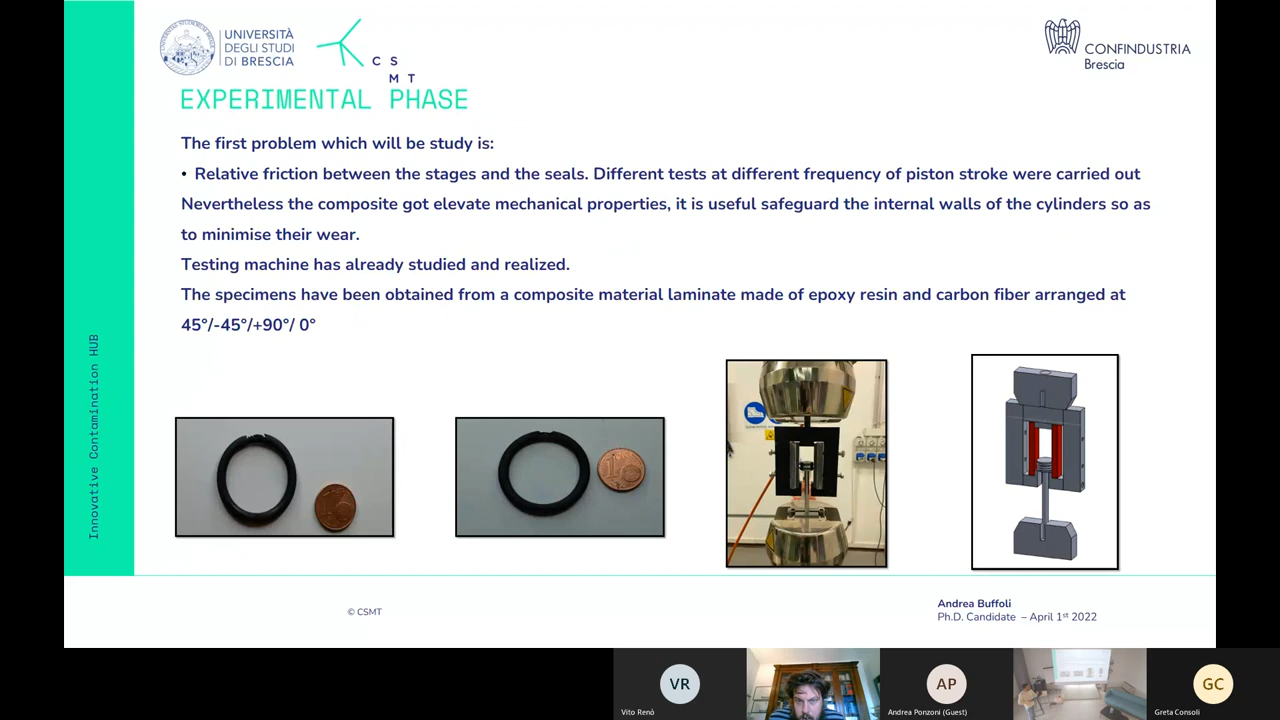 UNIVERSITÀ
DEGLI STUDI
DI BRESCIA
C S
M T
CONFINDUSTRIA
Brescia
EXPERIMENTAL PHASE
The first problem which will be study is:
• Relative friction between the stages and the seals. Different tests at different frequency of piston stroke were carried out
Nevertheless the composite got elevate mechanical properties, it is useful safeguard the internal walls of the cylinders so as
to minimise their wear.
Testing machine has already studied and realized.
The specimens have been obtained from a composite material laminate made of epoxy resin and carbon fiber arranged at
45°/-45°/+90°/ 0°
Innovative Contamination HUB
1
1
© CSMT
Andrea Buffoli
Ph.D. Candidate – April 1st 2022
VR
AP
GC
Vito Renò
Andrea Ponzoni (Guest)
Greta Consoli